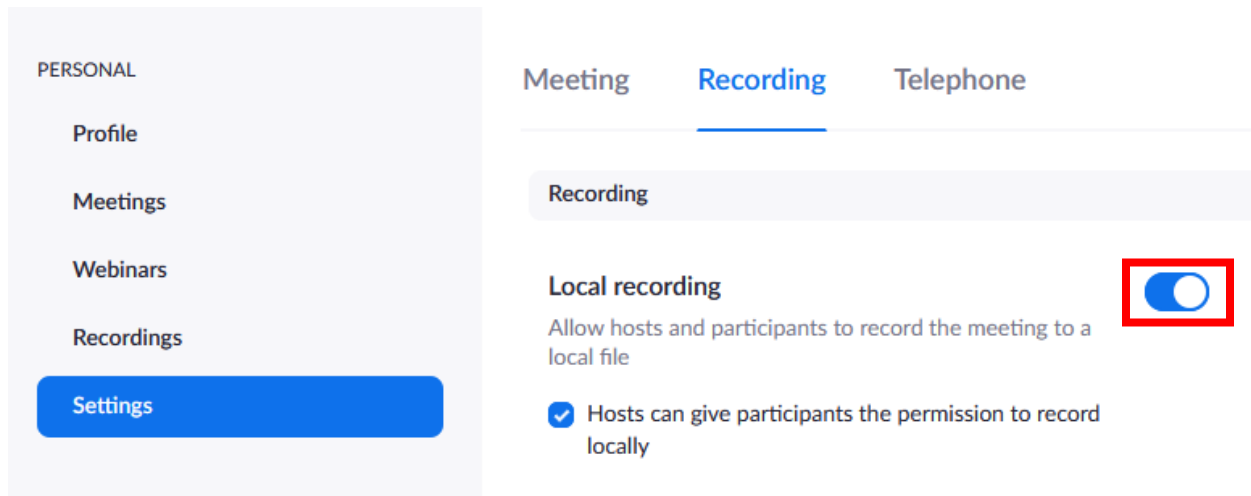 PERSONAL
Profile
Meetings
Webinars
Recordings
Settings
Meeting Recording Telephone
Recording
Local recording
Allow hosts and participants to record the meeting to a
local file
Hosts can give participants the permission to record
locally